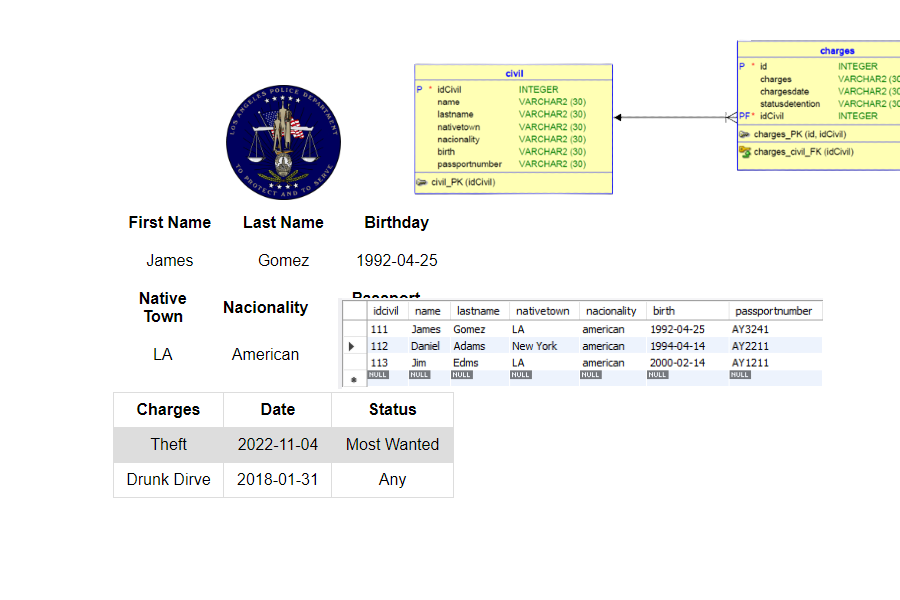 charges
P * id INTEGER
charges VARCHAR2 (30
chargesdate VARCHAR2 (30
statusdetention VARCHAR2 (30
PF * idCivil INTEGER
charges_PK (id, idCivil)
charges_civil_FK (idCivil)
civil
P * idCivil INTEGER
name VARCHAR2 (30)
lastname VARCHAR2 (30)
nativetown VARCHAR2 (30)
nacionality VARCHAR2 (30)
birth VARCHAR2 (30)
passportnumber VARCHAR2 (30)
civil_PK (idCivil)
LOS ANGELES POLICE DEPARTMENT
TO PROTECT AND TO SERVE
First Name Last Name Birthday
James Gomez 1992-04-25
Native Town Nacionality Passport
LA American
idcivil name lastname nativetown nacionality birth passportnumber
111 James Gomez LA american 1992-04-25 AY3241
112 Daniel Adams New York american 1994-04-14 AY2211
113 Jim Edms LA american 2000-02-14 AY1211
NULL NULL NULL NULL NULL NULL NULL
Charges Date Status
Theft 2022-11-04 Most Wanted
Drunk Dirve 2018-01-31 Any